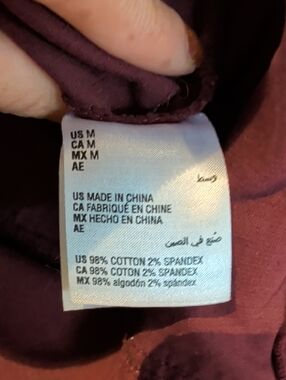 US M
CA M
MX M
AE
وسط
US MADE IN CHINA
CA FABRIQUÉ EN CHINE
MX HECHO EN CHINA
AE
صنع في الصين
US 98% COTTON 2% SPANDEX
CA 98% COTON 2% SPANDEX
MX 98% algodón 2% spándex